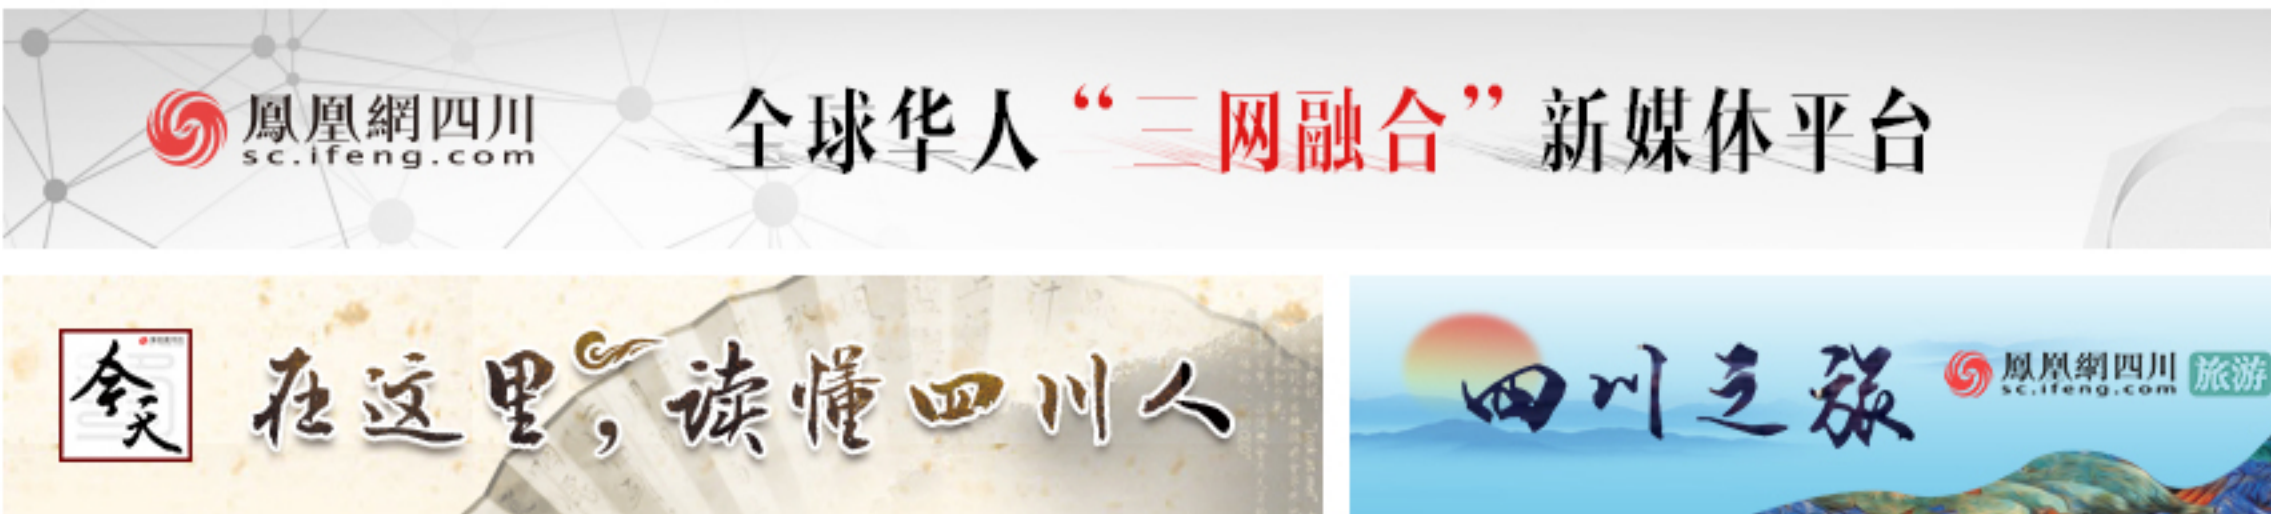 鳳凰網四川
sc.ifeng.com
全球华人“三网融合”新媒体平台
今天
在这里，读懂四川人
四川之旅
鳳凰網四川
sc.ifeng.com
旅游